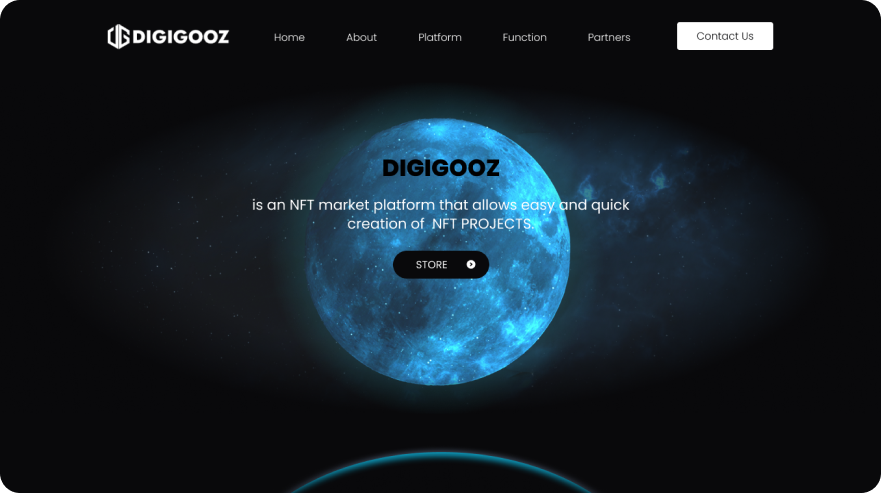 DIGIGOOZ
Home About Platform Function Partners Contact Us
DIGIGOOZ
is an NFT market platform that allows easy and quick
creation of NFT PROJECTS.
STORE